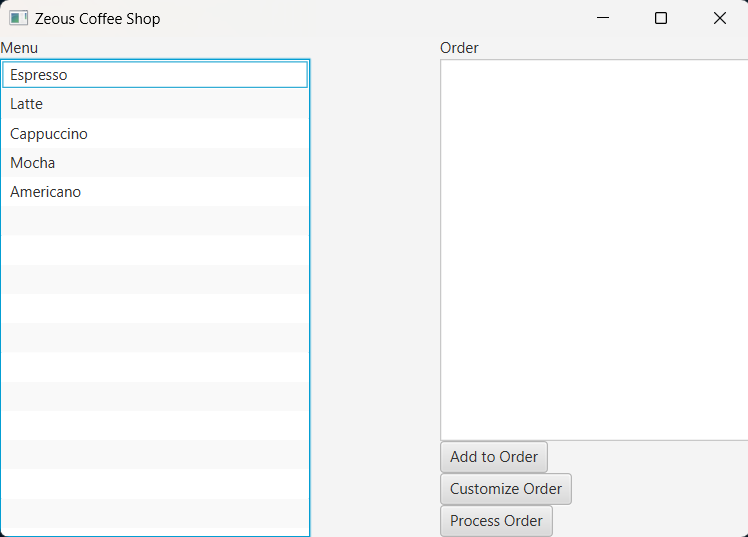 Zeous Coffee Shop
Menu
Espresso
Latte
Cappuccino
Mocha
Americano
Order
Add to Order
Customize Order
Process Order